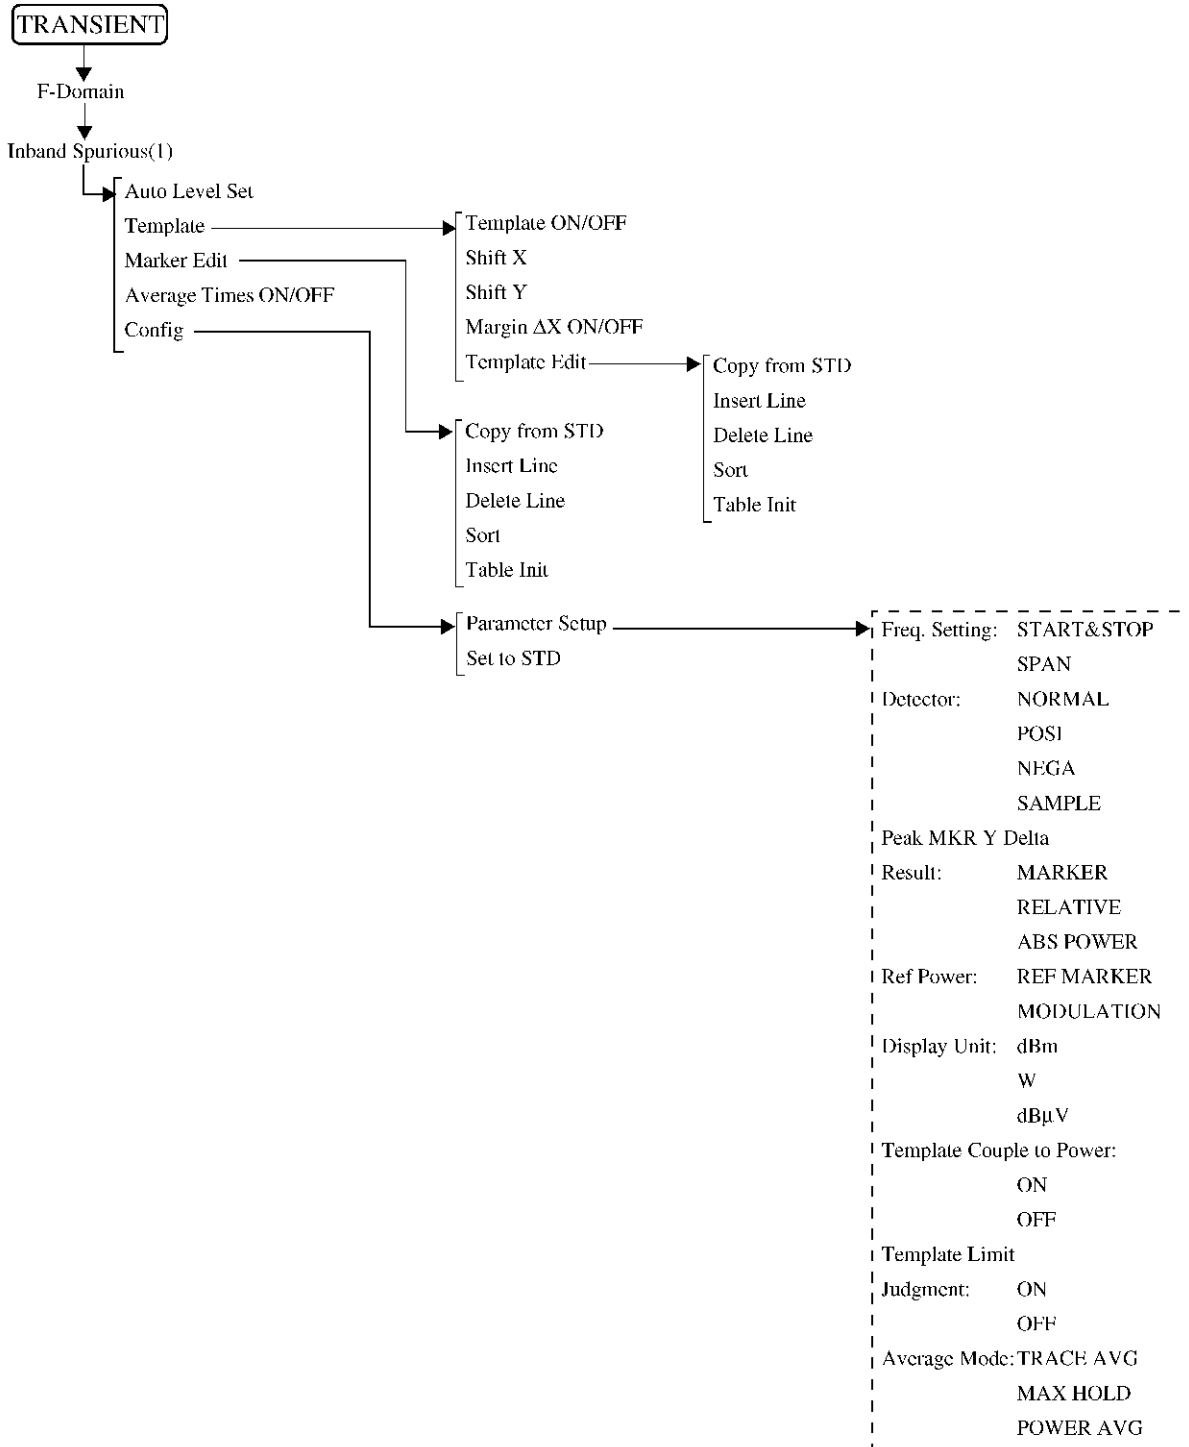 TRANSIENT
F-Domain
Inband Spurious(1)
Auto Level Set
Template
Marker Edit
Average Times ON/OFF
Config
Template ON/OFF
Shift X
Shift Y
Margin ΔX ON/OFF
Template Edit
Copy from STD
Insert Line
Delete Line
Sort
Table Init
Copy from STD
Insert Line
Delete Line
Sort
Table Init
Parameter Setup
Set to STD
Freq. Setting: START&STOP
SPAN
Detector: NORMAL
POSI
NEGA
SAMPLE
Peak MKR Y Delta
Result: MARKER
RELATIVE
ABS POWER
Ref Power: REF MARKER
MODULATION
Display Unit: dBm
W
dBμV
Template Couple to Power:
ON
OFF
Template Limit
Judgment: ON
OFF
Average Mode: TRACE AVG
MAX HOLD
POWER AVG